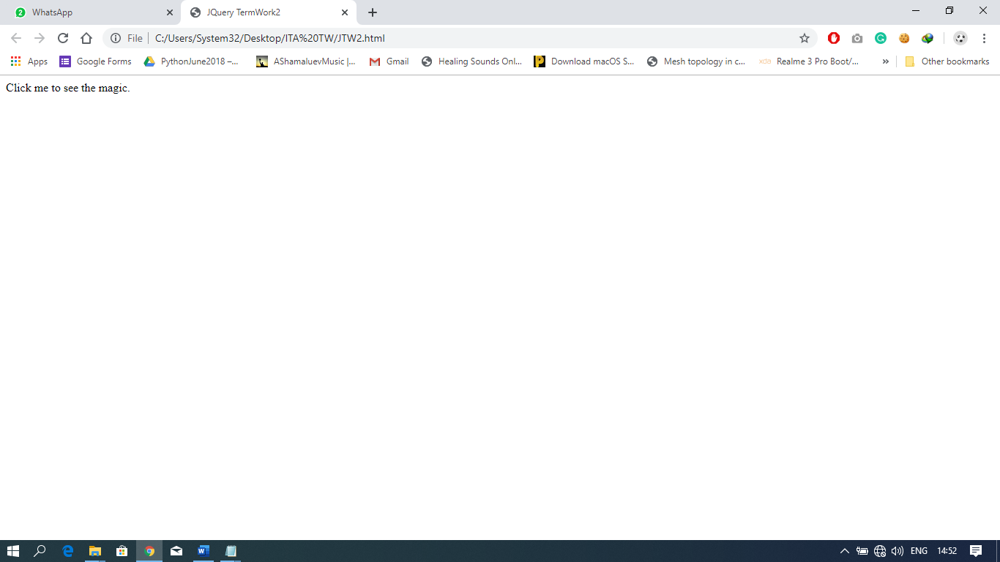 2 WhatsApp JQuery TermWork2
File C:/Users/System32/Desktop/ITA%20TW/JTW2.html
Apps Google Forms PythonJune2018 –... AShamaluevMusic |... Gmail Healing Sounds Onl... Download macOS S... Mesh topology in c... xda Realme 3 Pro Boot/... » Other bookmarks
Click me to see the magic.
ENG 14:52